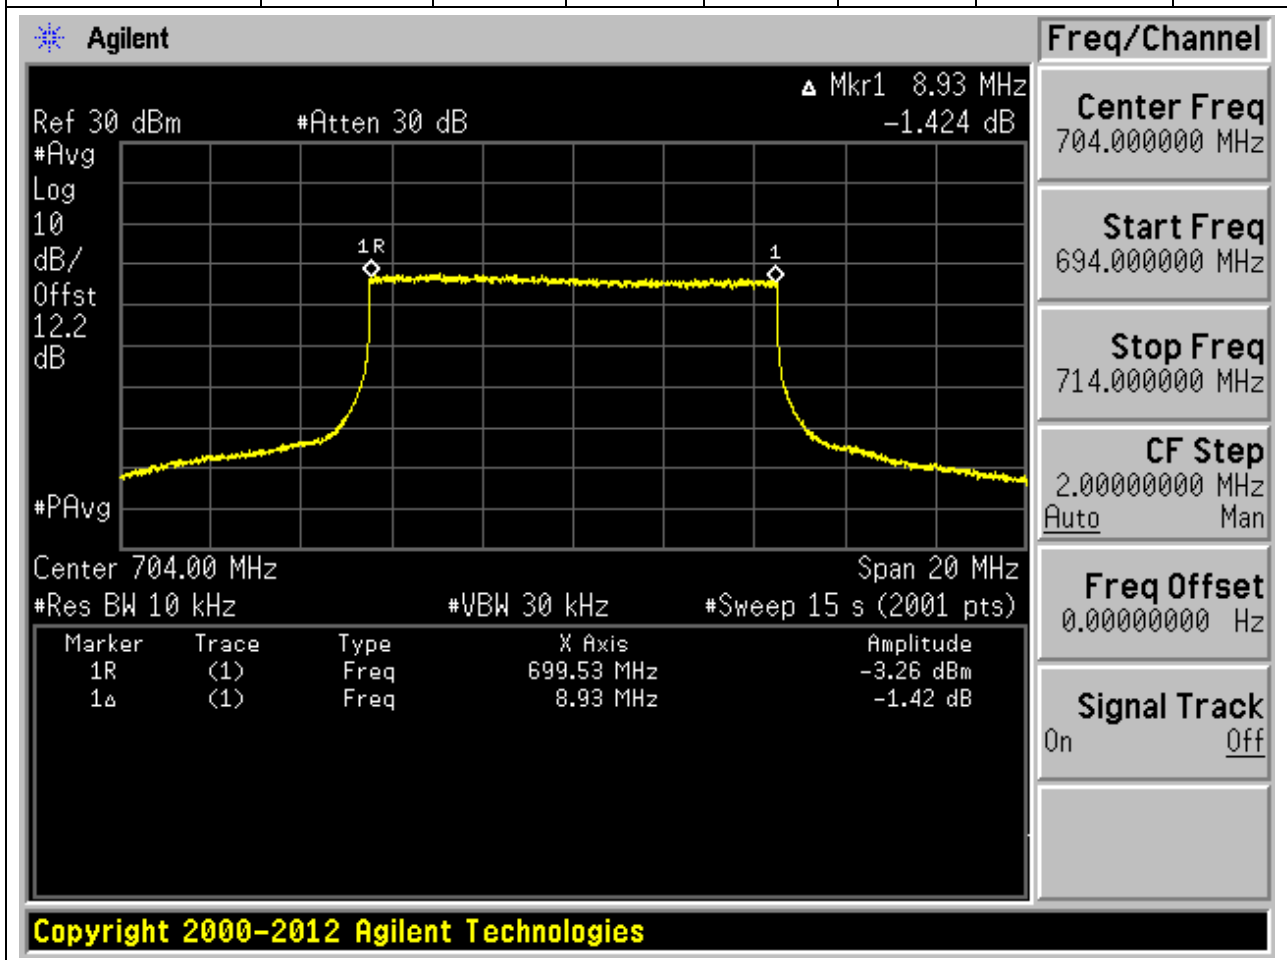 Agilent
Freq/Channel
Δ Mkr1 8.93 MHz
Ref 30 dBm #Atten 30 dB −1.424 dB
#Avg
Log
10
dB/
Offst
12.2
dB
1R
1
#PAvg
Center 704.00 MHz Span 20 MHz
#Res BW 10 kHz #VBW 30 kHz #Sweep 15 s (2001 pts)
Marker Trace Type X Axis Amplitude
1R (1) Freq 699.53 MHz −3.26 dBm
1Δ (1) Freq 8.93 MHz −1.42 dB
Center Freq
704.000000 MHz
Start Freq
694.000000 MHz
Stop Freq
714.000000 MHz
CF Step
2.00000000 MHz
Auto Man
Freq Offset
0.00000000 Hz
Signal Track
On Off
Copyright 2000−2012 Agilent Technologies